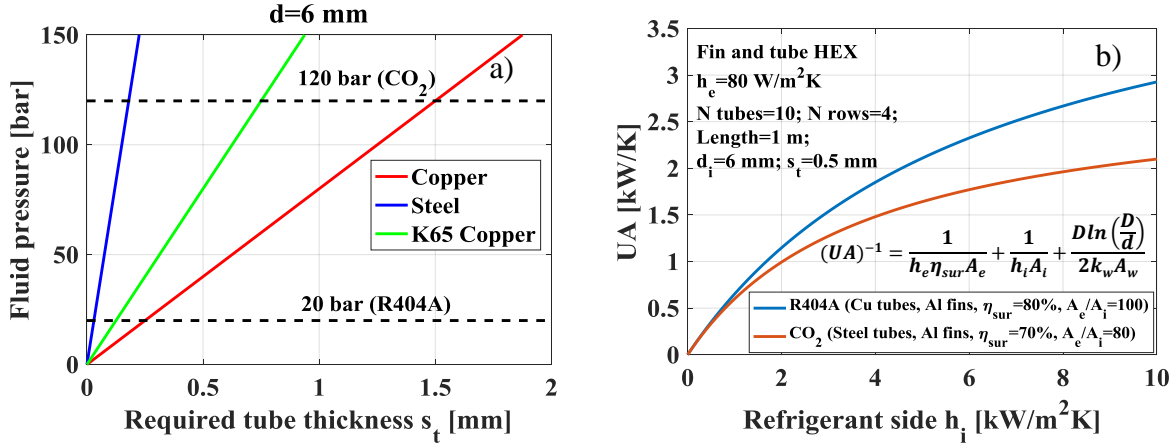 d=6 mm
a)
Fluid pressure [bar]
150
100
50
0
120 bar (CO₂)
Copper
Steel
K65 Copper
20 bar (R404A)
0
0.5
1
1.5
2
Required tube thickness s_t [mm]
b)
UA [kW/K]
3.5
3
2.5
2
1.5
1
0.5
0
Fin and tube HEX
h_e=80 W/m²K
N tubes=10; N rows=4;
Length=1 m;
d_i=6 mm; s_t=0.5 mm
(UA)⁻¹ = 1/(h_e η_sur A_e) + 1/(h_i A_i) + D ln(D/d)/(2k_w A_w)
R404A (Cu tubes, Al fins, η_sur=80%, A_e/A_i=100)
CO₂ (Steel tubes, Al fins, η_sur=70%, A_e/A_i=80)
0
2
4
6
8
10
Refrigerant side h_i [kW/m²K]